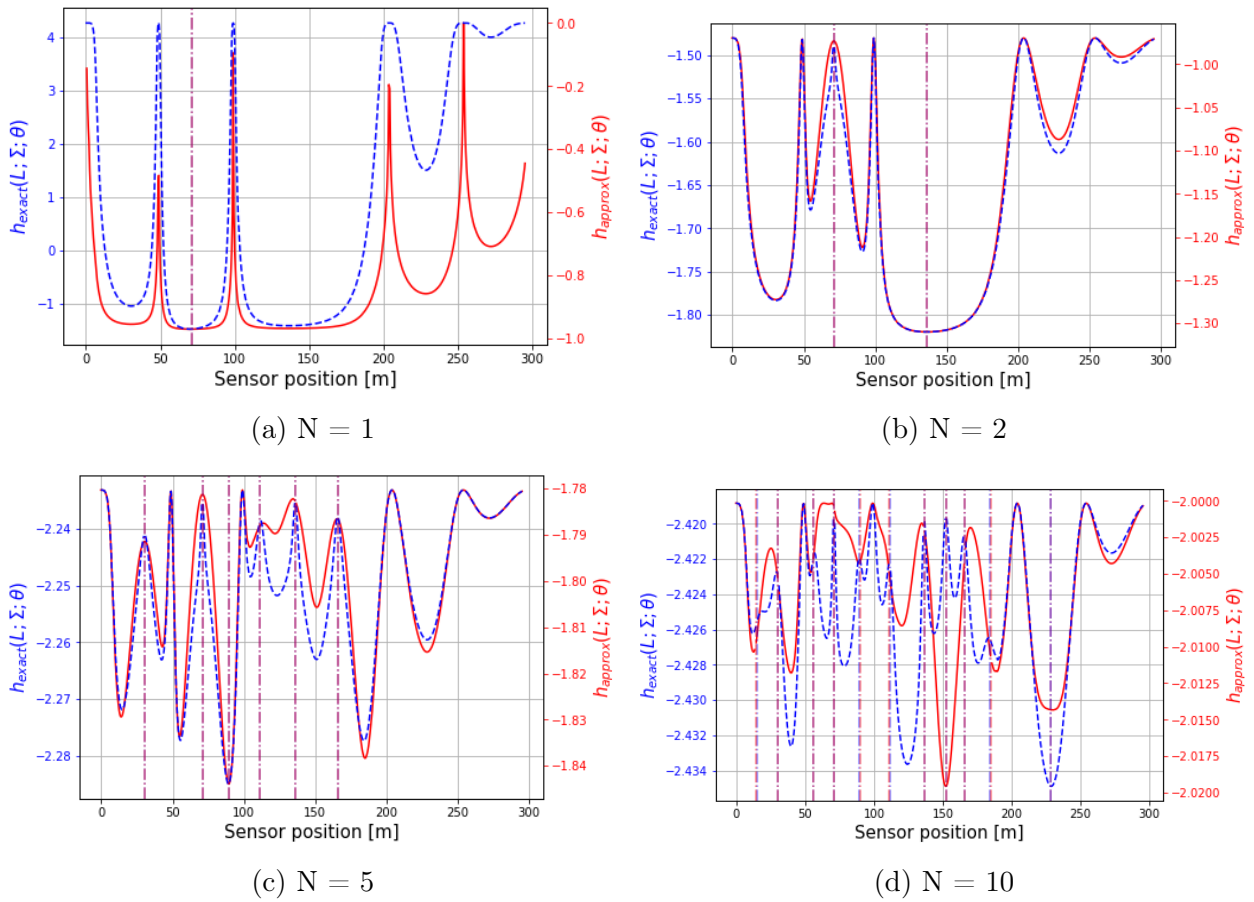 4
3
2
1
0
−1
h_exact(L; Σ; θ)
0.0
−0.2
−0.4
−0.6
−0.8
−1.0
h_approx(L; Σ; θ)
0 50 100 150 200 250 300
Sensor position [m]
(a) N = 1
−1.50
−1.55
−1.60
−1.65
−1.70
−1.75
−1.80
h_exact(L; Σ; θ)
−1.00
−1.05
−1.10
−1.15
−1.20
−1.25
−1.30
h_approx(L; Σ; θ)
0 50 100 150 200 250 300
Sensor position [m]
(b) N = 2
−2.24
−2.25
−2.26
−2.27
−2.28
h_exact(L; Σ; θ)
−1.78
−1.79
−1.80
−1.81
−1.82
−1.83
−1.84
h_approx(L; Σ; θ)
0 50 100 150 200 250 300
Sensor position [m]
(c) N = 5
−2.420
−2.422
−2.424
−2.426
−2.428
−2.430
−2.432
−2.434
h_exact(L; Σ; θ)
−2.0000
−2.0025
−2.0050
−2.0075
−2.0100
−2.0125
−2.0150
−2.0175
−2.0200
h_approx(L; Σ; θ)
0 50 100 150 200 250 300
Sensor position [m]
(d) N = 10